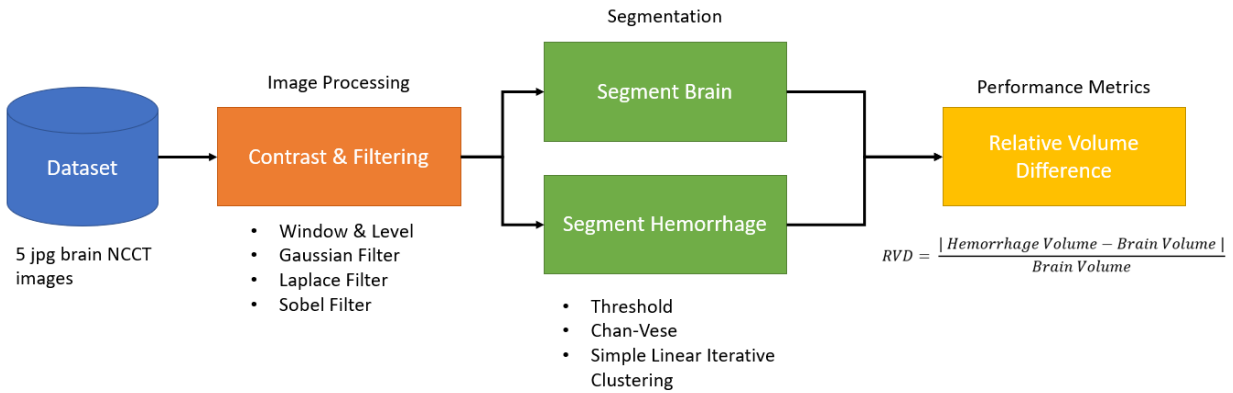 Dataset
5 jpg brain NCCT
images
Image Processing
Contrast & Filtering
• Window & Level
• Gaussian Filter
• Laplace Filter
• Sobel Filter
Segmentation
Segment Brain
Segment Hemorrhage
• Threshold
• Chan-Vese
• Simple Linear Iterative
Clustering
Performance Metrics
Relative Volume
Difference
RVD = | Hemorrhage Volume − Brain Volume |
Brain Volume